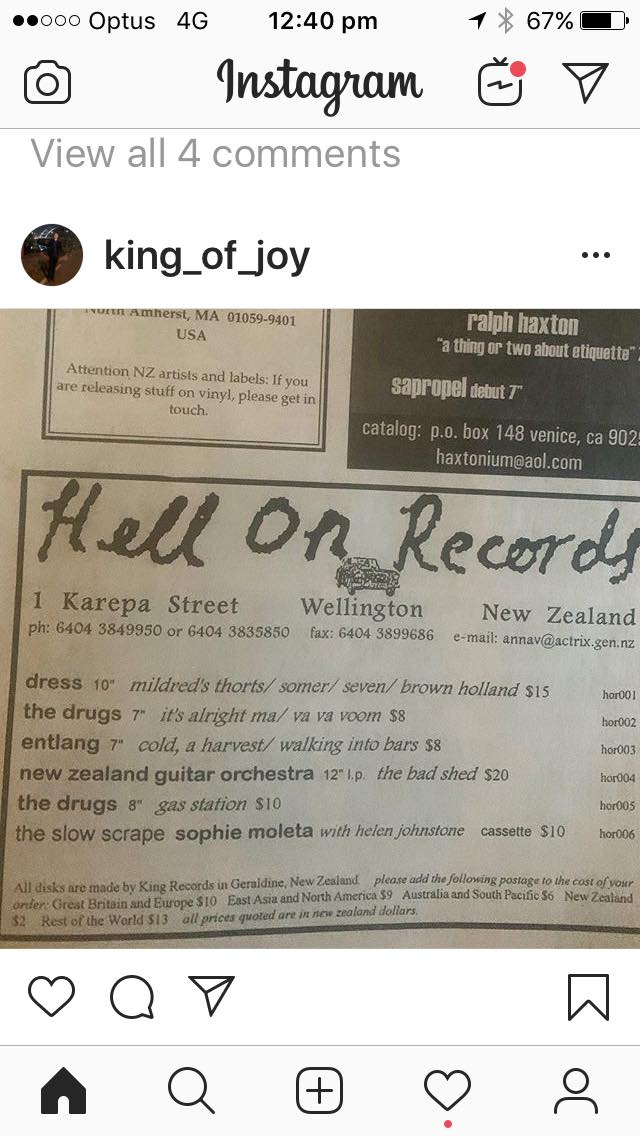 Optus 4G 12:40 pm 67%
Instagram
View all 4 comments
king_of_joy
North Amherst, MA 01059-9401
USA
Attention NZ artists and labels: If you
are releasing stuff on vinyl, please get in
touch.
ralph haxton
"a thing or two about etiquette"
sapropel debut 7"
catalog: p.o. box 148 venice, ca 902
haxtonium@aol.com
Hell On Records
1 Karepa Street Wellington New Zealand
ph: 6404 3849950 or 6404 3835850 fax: 6404 3899686 e-mail: annav@actrix.gen.nz
dress 10" mildred's thorts/ somer/ seven/ brown holland $15 hor001
the drugs 7" it's alright ma/ va va voom $8 hor002
entlang 7" cold, a harvest/ walking into bars $8 hor003
new zealand guitar orchestra 12" l.p. the bad shed $20 hor004
the drugs 8" gas station $10 hor005
the slow scrape sophie moleta with helen johnstone cassette $10 hor006
All disks are made by King Records in Geraldine, New Zealand please add the following postage to the cost of your
order: Great Britain and Europe $10 East Asia and North America $9 Australia and South Pacific $6 New Zealand
$2 Rest of the World $13 all prices quoted are in new zealand dollars.